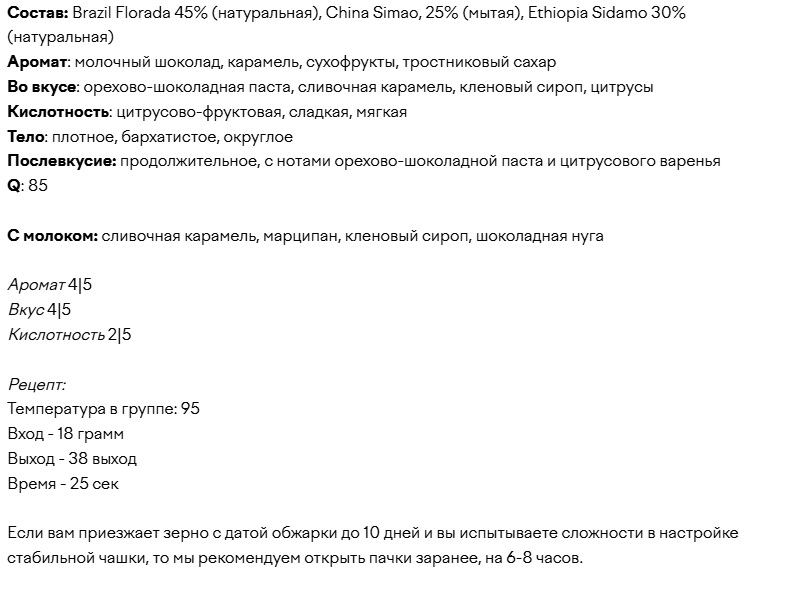 Состав: Brazil Florada 45% (натуральная), China Simao, 25% (мытая), Ethiopia Sidamo 30%
(натуральная)
Аромат: молочный шоколад, карамель, сухофрукты, тростниковый сахар
Во вкусе: орехово-шоколадная паста, сливочная карамель, кленовый сироп, цитрусы
Кислотность: цитрусово-фруктовая, сладкая, мягкая
Тело: плотное, бархатистое, округлое
Послевкусие: продолжительное, с нотами орехово-шоколадной паста и цитрусового варенья
Q: 85
С молоком: сливочная карамель, марципан, кленовый сироп, шоколадная нуга
Аромат 4|5
Вкус 4|5
Кислотность 2|5
Рецепт:
Температура в группе: 95
Вход - 18 грамм
Выход - 38 выход
Время - 25 сек
Если вам приезжает зерно с датой обжарки до 10 дней и вы испытываете сложности в настройке
стабильной чашки, то мы рекомендуем открыть пачки заранее, на 6-8 часов.